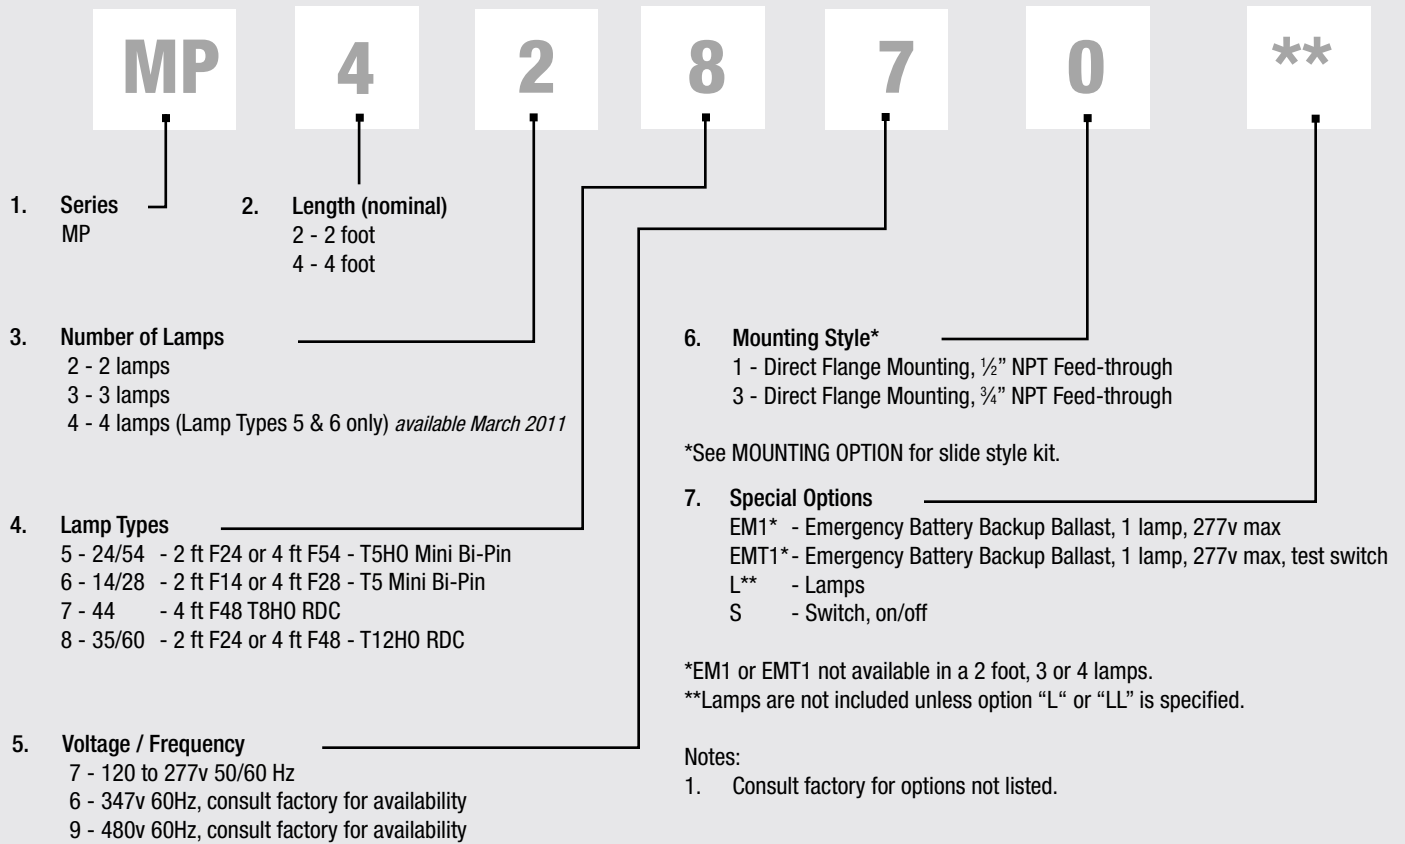 MP 4 2 8 7 0 **
1. Series
MP
2. Length (nominal)
2 - 2 foot
4 - 4 foot
3. Number of Lamps
2 - 2 lamps
3 - 3 lamps
4 - 4 lamps (Lamp Types 5 & 6 only) available March 2011
4. Lamp Types
5 - 24/54 - 2 ft F24 or 4 ft F54 - T5HO Mini Bi-Pin
6 - 14/28 - 2 ft F14 or 4 ft F28 - T5 Mini Bi-Pin
7 - 44 - 4 ft F48 T8HO RDC
8 - 35/60 - 2 ft F24 or 4 ft F48 - T12HO RDC
5. Voltage / Frequency
7 - 120 to 277v 50/60 Hz
6 - 347v 60Hz, consult factory for availability
9 - 480v 60Hz, consult factory for availability
6. Mounting Style*
1 - Direct Flange Mounting, ½” NPT Feed-through
3 - Direct Flange Mounting, ¾” NPT Feed-through
*See MOUNTING OPTION for slide style kit.
7. Special Options
EM1* - Emergency Battery Backup Ballast, 1 lamp, 277v max
EMT1* - Emergency Battery Backup Ballast, 1 lamp, 277v max, test switch
L** - Lamps
S - Switch, on/off
*EM1 or EMT1 not available in a 2 foot, 3 or 4 lamps.
**Lamps are not included unless option “L“ or “LL” is specified.
Notes:
1. Consult factory for options not listed.